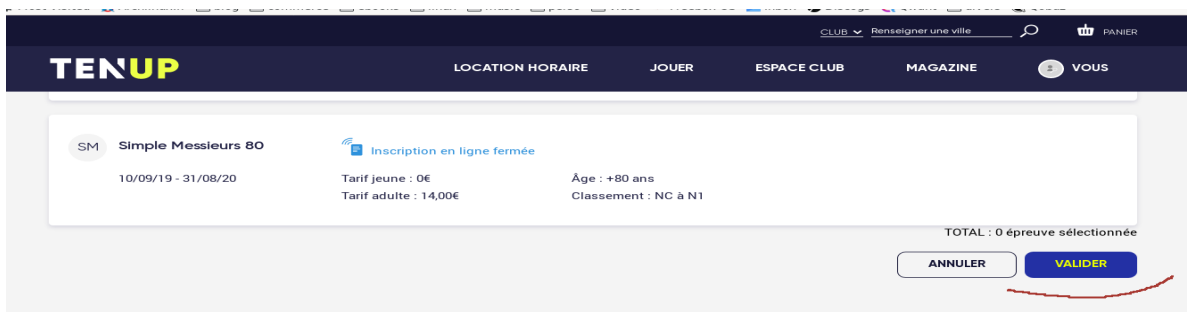 CLUB Renseigner une ville PANIER
TENUP LOCATION HORAIRE JOUER ESPACE CLUB MAGAZINE VOUS
SM Simple Messieurs 80 Inscription en ligne fermée
10/09/19 - 31/08/20 Tarif jeune : 0€ Âge : +80 ans
Tarif adulte : 14,00€ Classement : NC à N1
TOTAL : 0 épreuve sélectionnée
ANNULER VALIDER